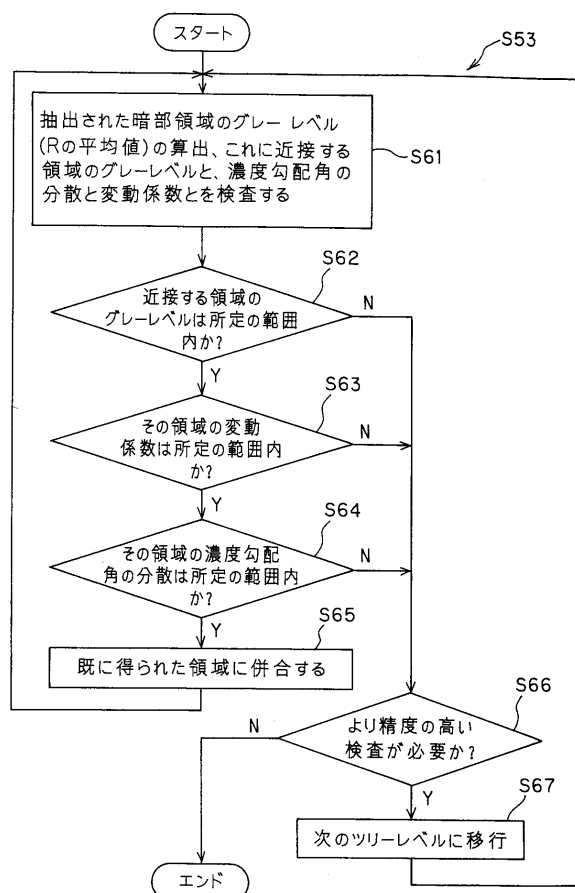 スタート
S53
抽出された暗部領域のグレーレベル
(Rの平均値)の算出、これに近接する
領域のグレーレベルと、濃度勾配角の
分散と変動係数とを検査する
S61
S62
近接する領域の
グレーレベルは所定の範囲
内か?
N
Y
S63
その領域の変動
係数は所定の範囲内
か?
N
Y
S64
その領域の濃度勾配
角の分散は所定の範囲内
か?
N
Y
S65
既に得られた領域に併合する
S66
より精度の高い
検査が必要か?
N
Y
S67
次のツリーレベルに移行
エンド